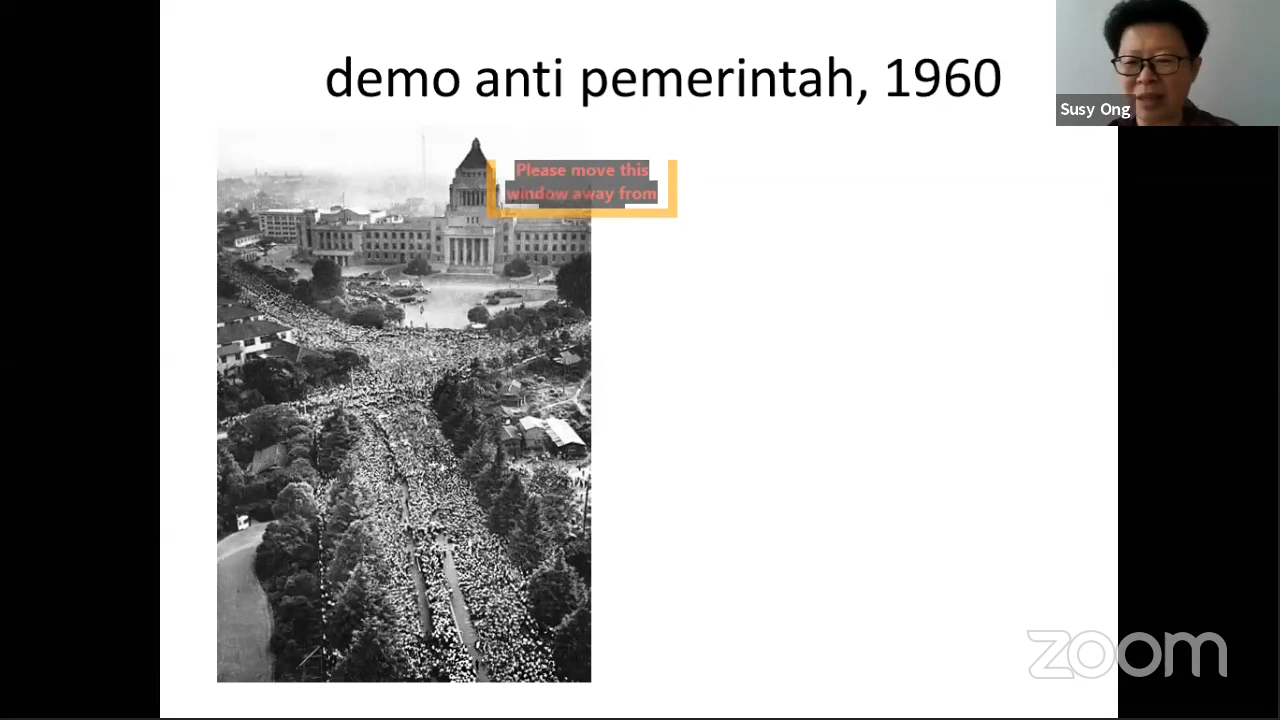 demo anti pemerintah, 1960
Susy Ong
Please move this
window away from
zoom